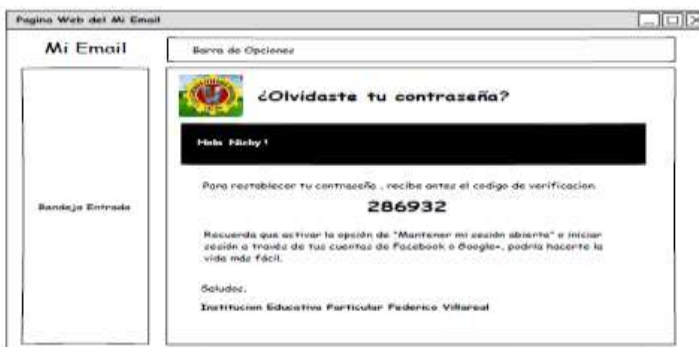 Pagina Web del Mi Email
Mi Email
Barra de Opciones
¿Olvidaste tu contraseña?
Hola Nicky !
Para reestablecer tu contraseña , recibe antes el codigo de verificacion.
286932
Bandeja Entrada
Recuerda que activar la opción de "Mantener mi sesión abierta" o iniciar
sesión a través de tus cuentas de Facebook o Google+, podría hacerte la
vida más fácil.
Saludos,
Institucion Educativa Particular Federico Villareal